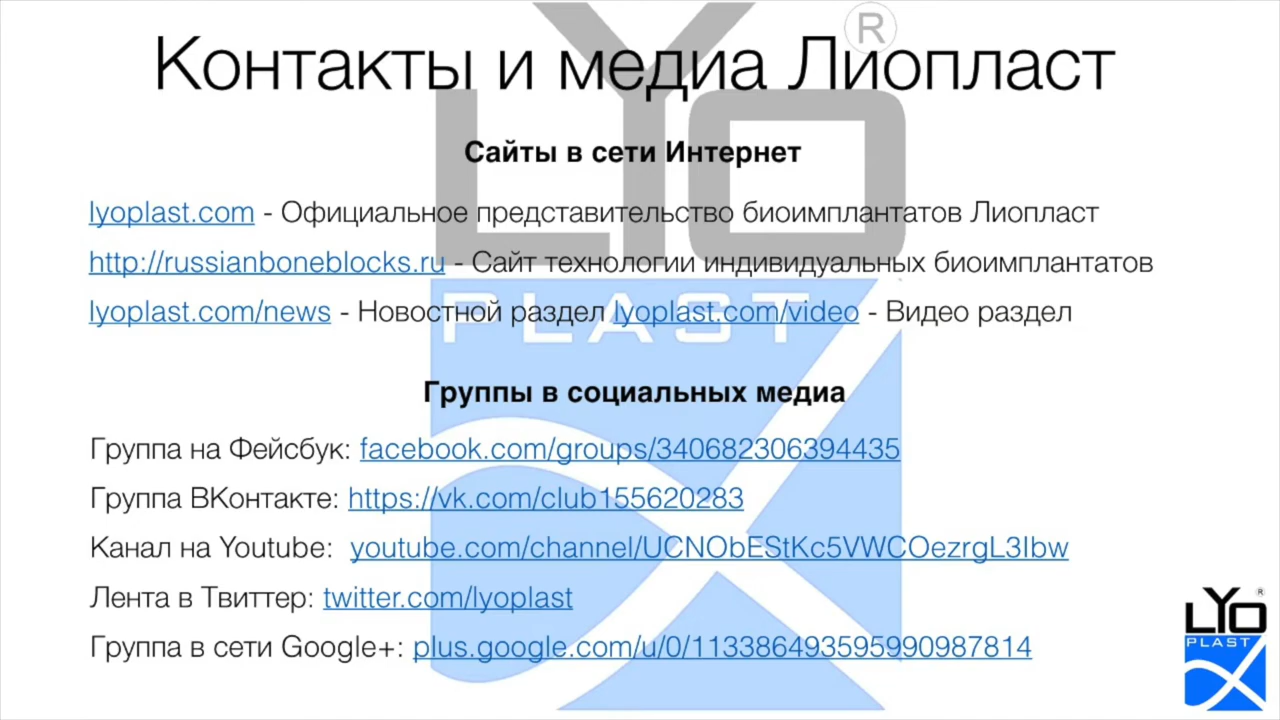 Контакты и медиа Лиопласт
Сайты в сети Интернет
lyoplast.com - Официальное представительство биоимплантатов Лиопласт
http://russianboneblocks.ru - Сайт технологии индивидуальных биоимплантатов
lyoplast.com/news - Новостной раздел lyoplast.com/video - Видео раздел
Группы в социальных медиа
Группа на Фейсбук: facebook.com/groups/340682306394435
Группа ВКонтакте: https://vk.com/club155620283
Канал на Youtube: youtube.com/channel/UCNObEStKc5VWCOezrgL3Ibw
Лента в Твиттер: twitter.com/lyoplast
Группа в сети Google+: plus.google.com/u/0/113386493595990987814
LYO ®
PLAST
LYO ®
PLAST